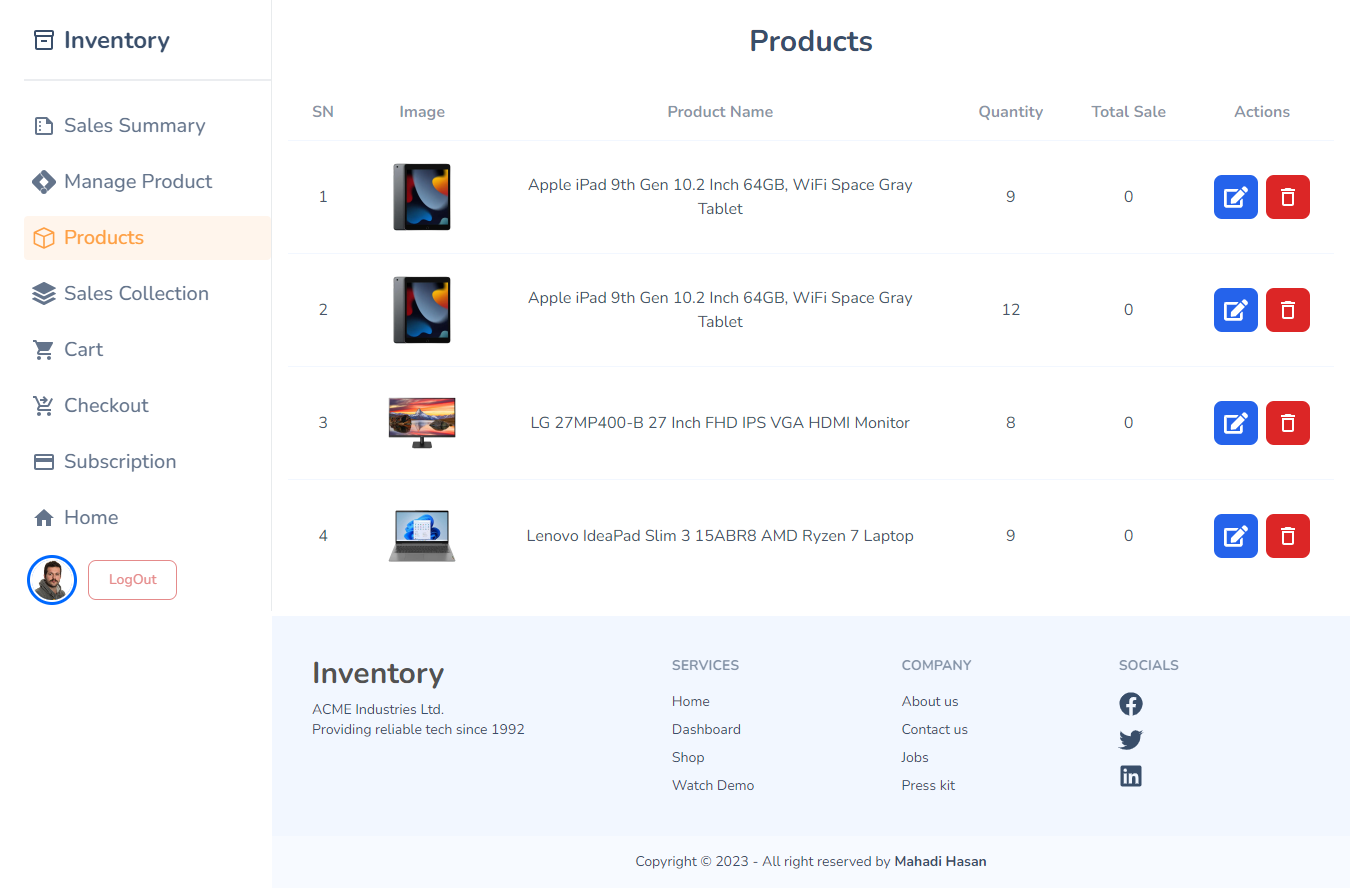 Inventory
Sales Summary
Manage Product
Products
Sales Collection
Cart
Checkout
Subscription
Home
LogOut
Products
SN Image Product Name Quantity Total Sale Actions
1 Apple iPad 9th Gen 10.2 Inch 64GB, WiFi Space Gray 9 0
Tablet
2 Apple iPad 9th Gen 10.2 Inch 64GB, WiFi Space Gray 12 0
Tablet
3 LG 27MP400-B 27 Inch FHD IPS VGA HDMI Monitor 8 0
4 Lenovo IdeaPad Slim 3 15ABR8 AMD Ryzen 7 Laptop 9 0
Inventory
ACME Industries Ltd.
Providing reliable tech since 1992
SERVICES
Home
Dashboard
Shop
Watch Demo
COMPANY
About us
Contact us
Jobs
Press kit
SOCIALS
Copyright © 2023 - All right reserved by Mahadi Hasan